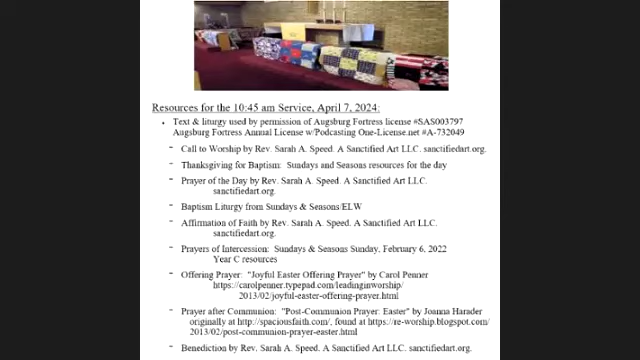 Resources for the 10:45 am Service, April 7, 2024:
Text & liturgy used by permission of Augsburg Fortress license #SAS003797
Augsburg Fortress Annual License w/Podcasting One-License.net #A-732049
- Call to Worship by Rev. Sarah A. Speed. A Sanctified Art LLC. sanctifiedart.org.
- Thanksgiving for Baptism: Sundays and Seasons resources for the day
- Prayer of the Day by Rev. Sarah A. Speed. A Sanctified Art LLC.
sanctifiedart.org.
- Baptism Liturgy from Sundays & Seasons/ELW
- Affirmation of Faith by Rev. Sarah A. Speed. A Sanctified Art LLC.
sanctifiedart.org.
- Prayers of Intercession: Sundays & Seasons Sunday, February 6, 2022
Year C resources
- Offering Prayer: "Joyful Easter Offering Prayer" by Carol Penner
https://carolpenner.typepad.com/leadinginworship/
2013/02/joyful-easter-offering-prayer.html
- Prayer after Communion: "Post-Communion Prayer: Easter" by Joanna Harader
originally at http://spaciousfaith.com/, found at https://re-worship.blogspot.com/
2013/02/post-communion-prayer-easter.html
- Benediction by Rev. Sarah A. Speed. A Sanctified Art LLC. sanctifiedart.org.